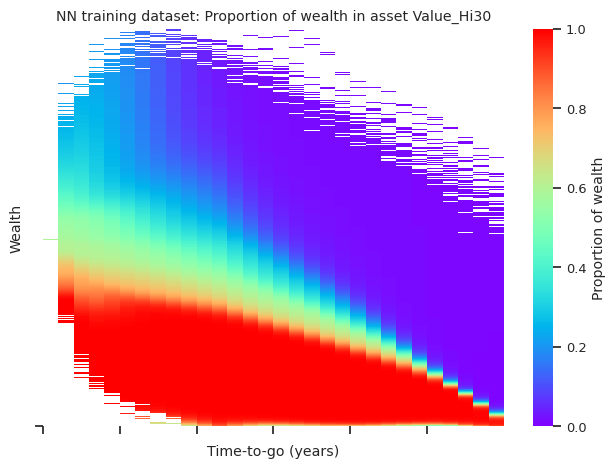 NN training dataset: Proportion of wealth in asset Value_Hi30
Wealth
Time-to-go (years)
1.0
0.8
0.6
0.4
0.2
0.0
Proportion of wealth